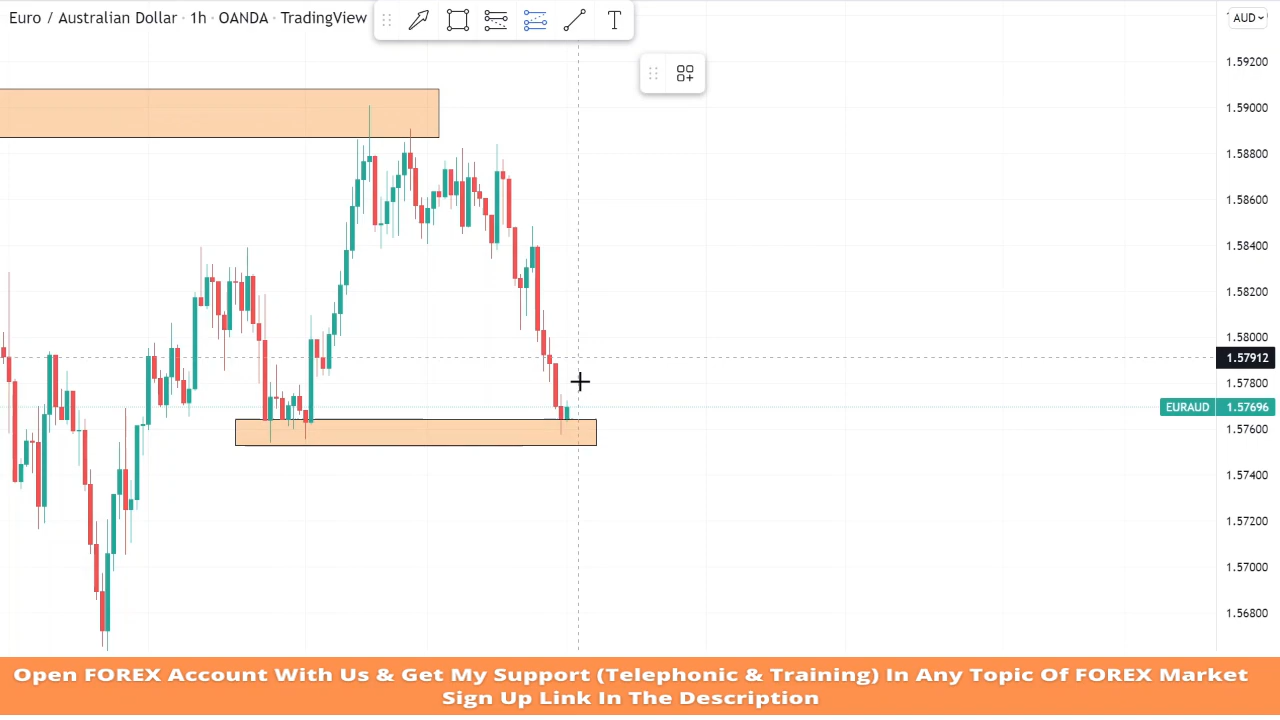 Euro / Australian Dollar · 1h · OANDA · TradingView
T
AUD
1.59200
1.59000
1.58800
1.58600
1.58400
1.58200
1.58000
1.57912
1.57800
EURAUD 1.57696
1.57600
1.57400
1.57200
1.57000
1.56800
Open FOREX Account With Us & Get My Support (Telephonic & Training) In Any Topic Of FOREX Market
Sign Up Link In The Description